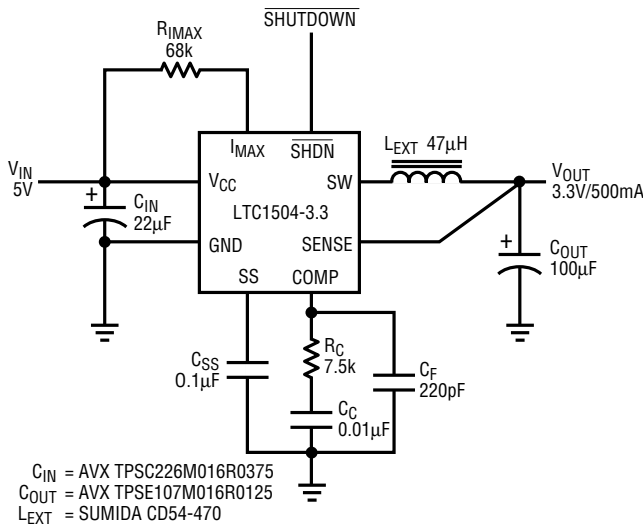 S̅H̅U̅T̅D̅O̅W̅N̅
RIMAX
68k
IMAX
S̅H̅D̅N̅
LEXT 47µH
VIN
5V
+
CIN
22µF
VCC
SW
LTC1504-3.3
GND
SENSE
SS
COMP
VOUT
3.3V/500mA
+
COUT
100µF
CSS
0.1µF
RC
7.5k
CF
220pF
CC
0.01µF
CIN = AVX TPSC226M016R0375
COUT = AVX TPSE107M016R0125
LEXT = SUMIDA CD54-470